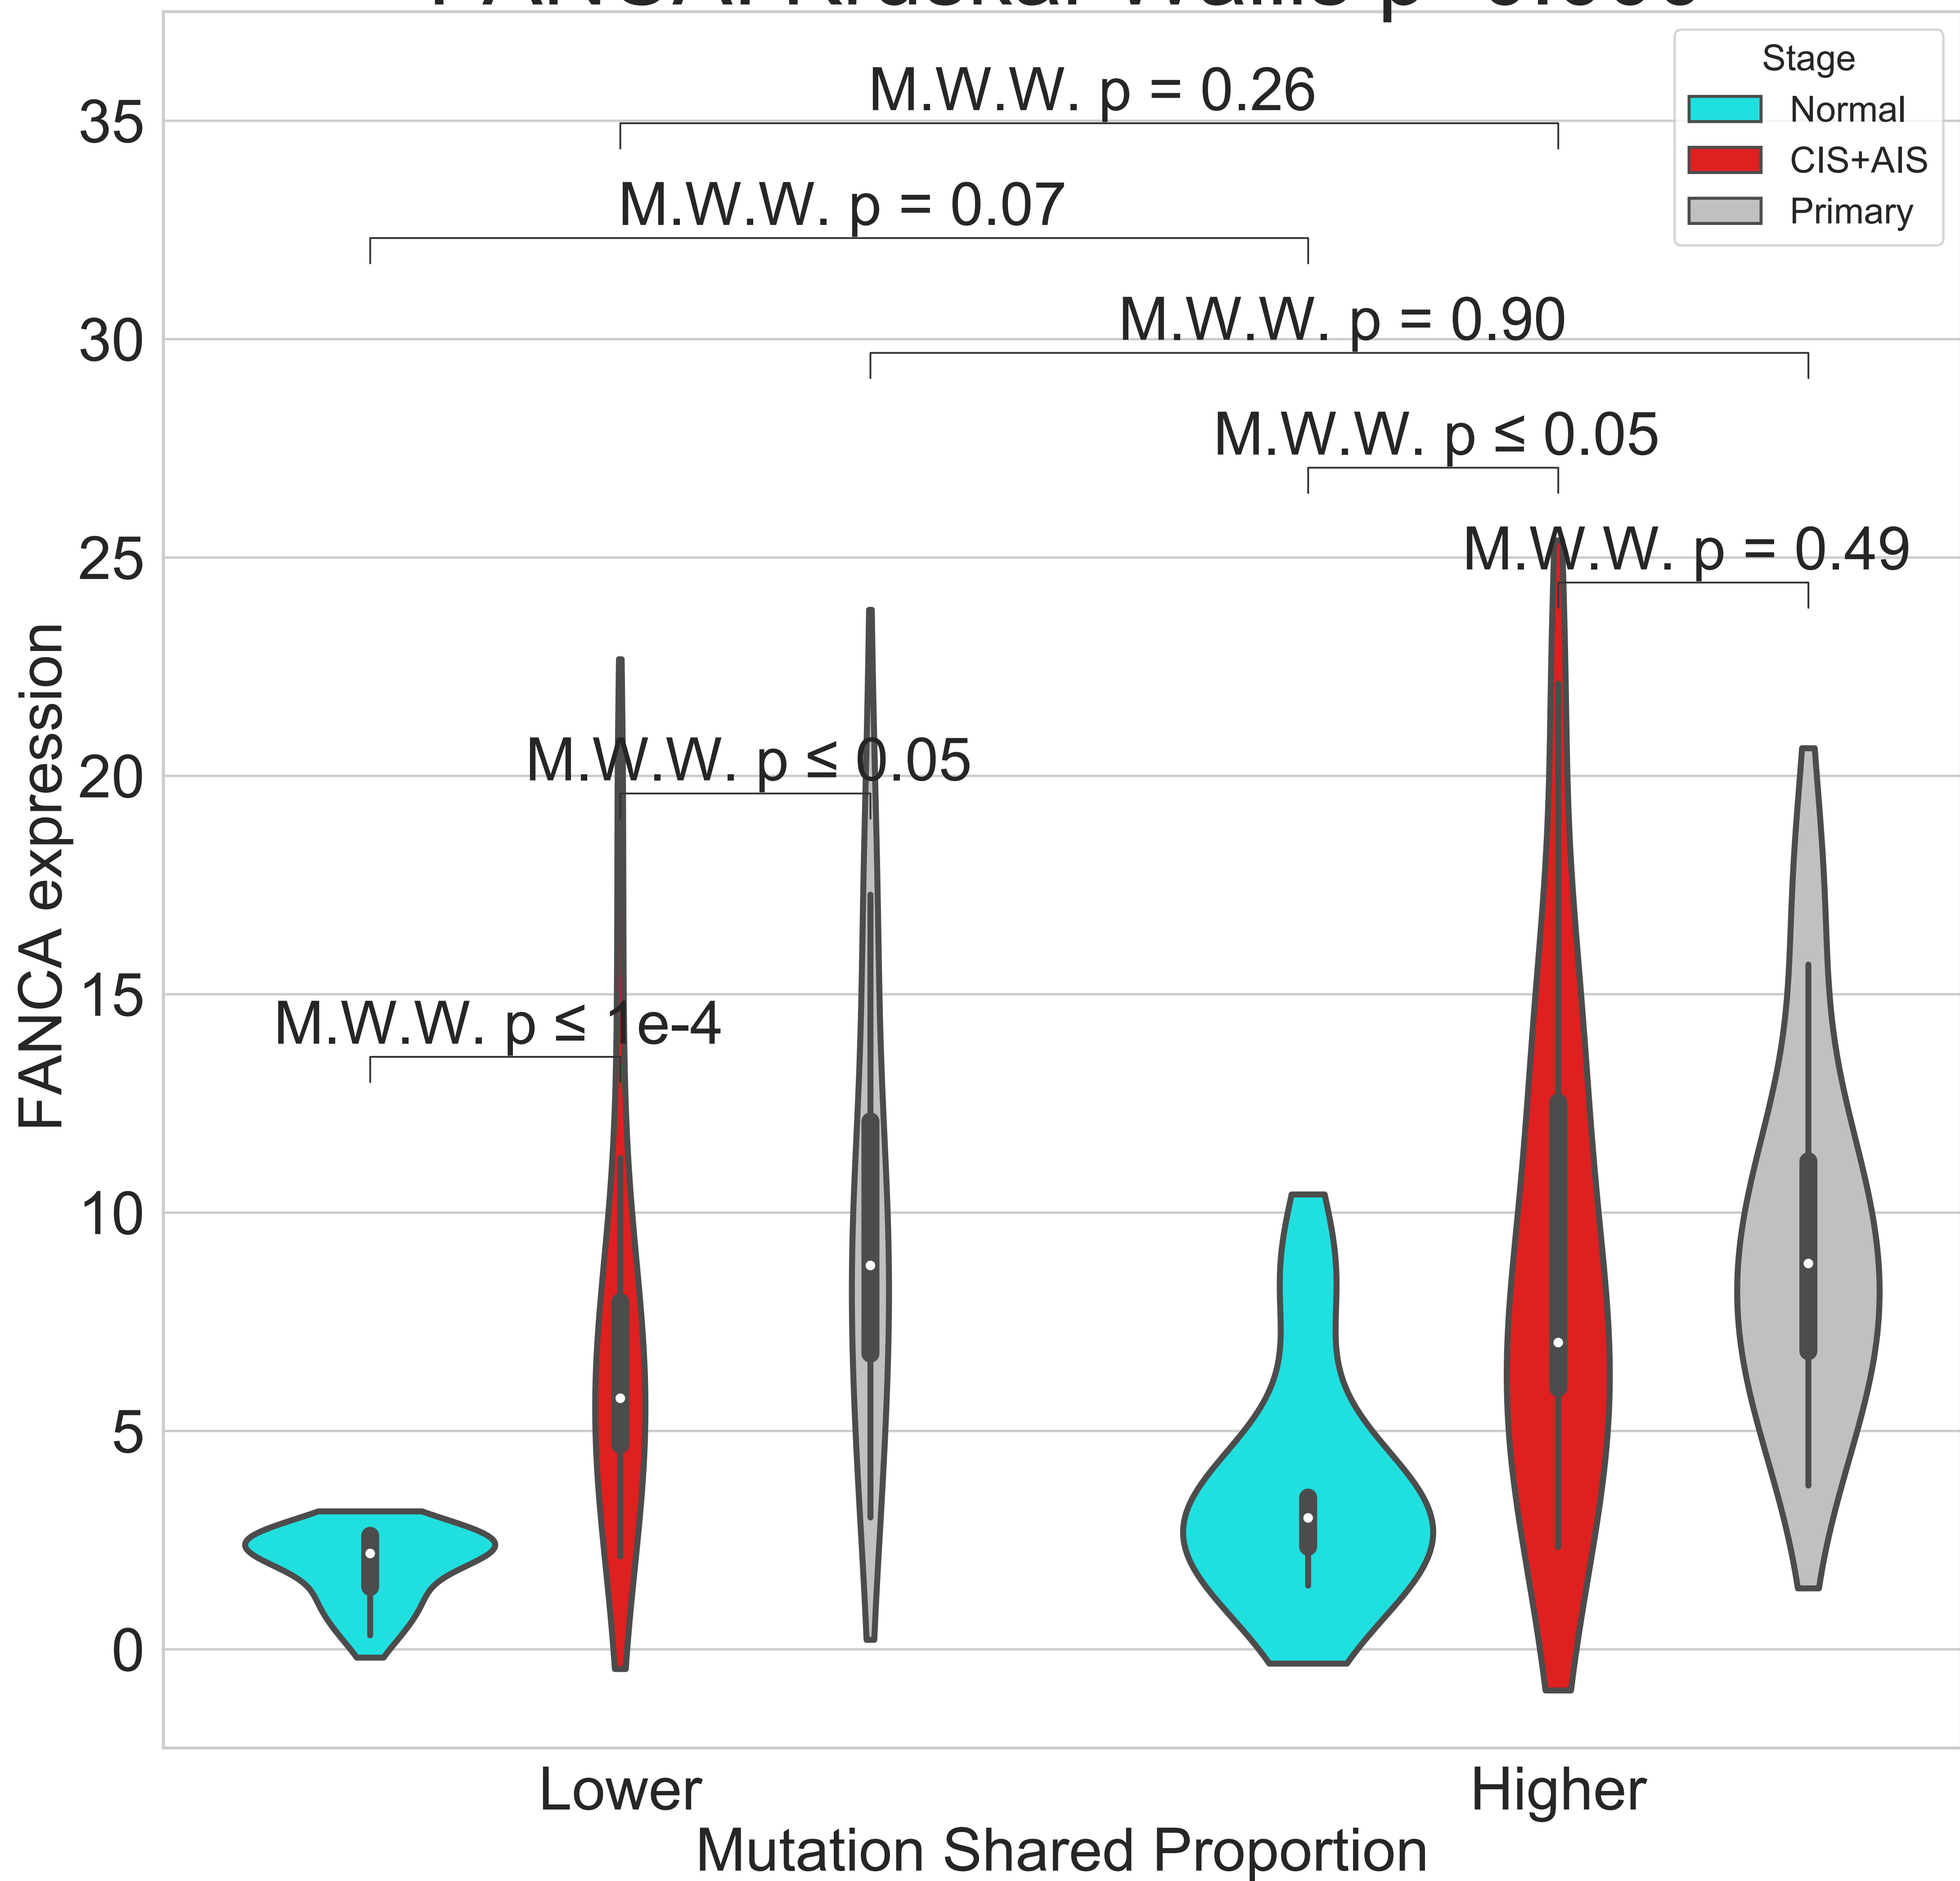 Stage
Normal
CIS+AIS
Primary
M.W.W. p = 0.26
M.W.W. p = 0.07
M.W.W. p = 0.90
M.W.W. p ≤ 0.05
M.W.W. p = 0.49
M.W.W. p ≤ 0.05
M.W.W. p ≤ 1e-4
35
30
25
20
15
10
5
0
FANCA expression
Lower
Higher
Mutation Shared Proportion